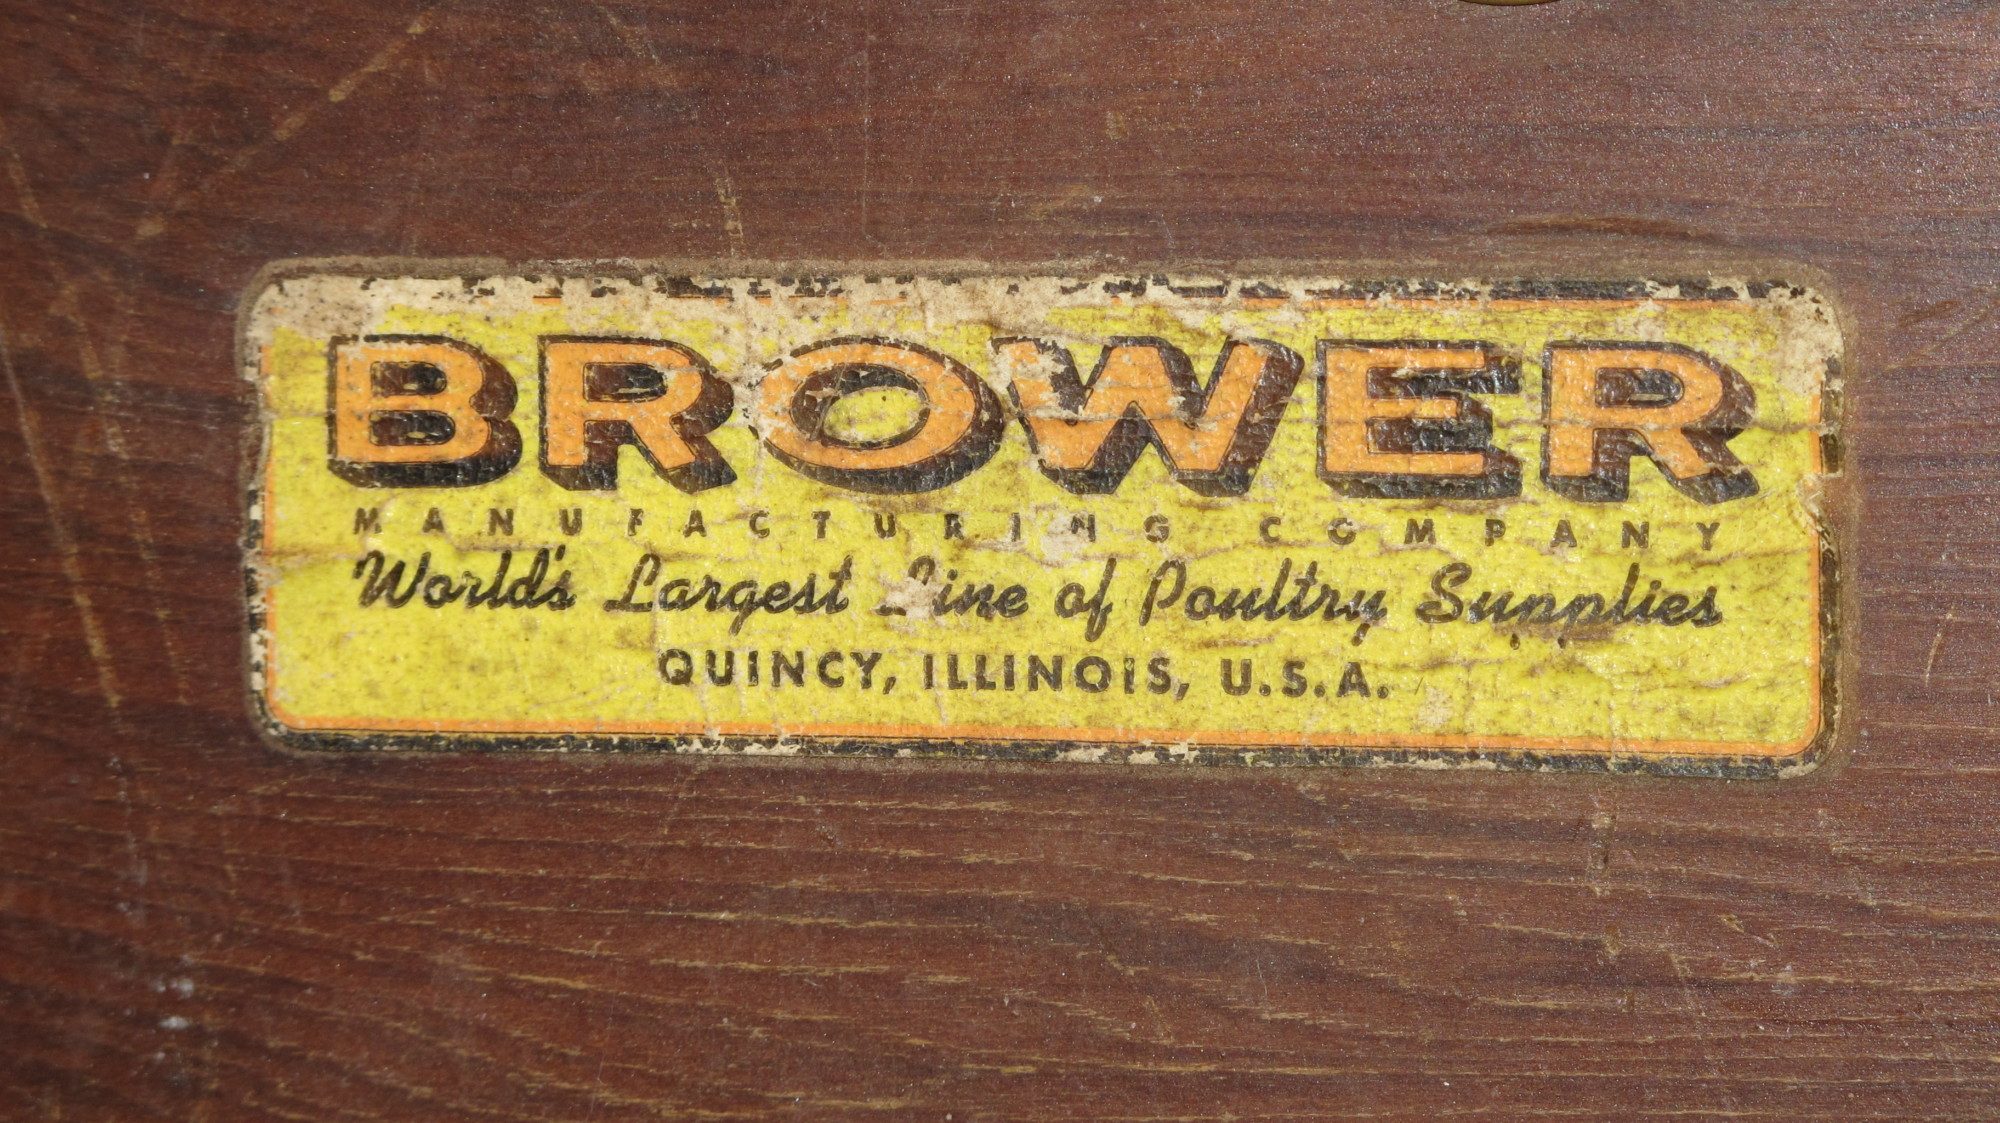 BROWER
MANUFACTURING COMPANY
World's Largest Line of Poultry Supplies
QUINCY, ILLINOIS, U.S.A.